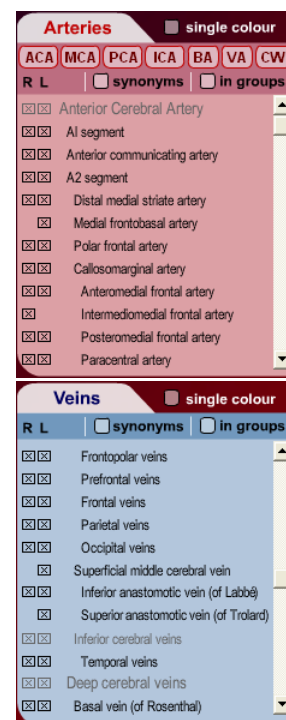 Arteries single colour
ACA MCA PCA ICA BA VA CW
R L synonyms in groups
Anterior Cerebral Artery
AI segment
Anterior communicating artery
A2 segment
Distal medial striate artery
Medial frontobasal artery
Polar frontal artery
Callosomarginal artery
Anteromedial frontal artery
Intermediomedial frontal artery
Posteromedial frontal artery
Paracentral artery
Veins single colour
R L synonyms in groups
Frontopolar veins
Prefrontal veins
Frontal veins
Parietal veins
Occipital veins
Superficial middle cerebral vein
Inferior anastomotic vein (of Labbé)
Superior anastomotic vein (of Trolard)
Inferior cerebral veins
Temporal veins
Deep cerebral veins
Basal vein (of Rosenthal)